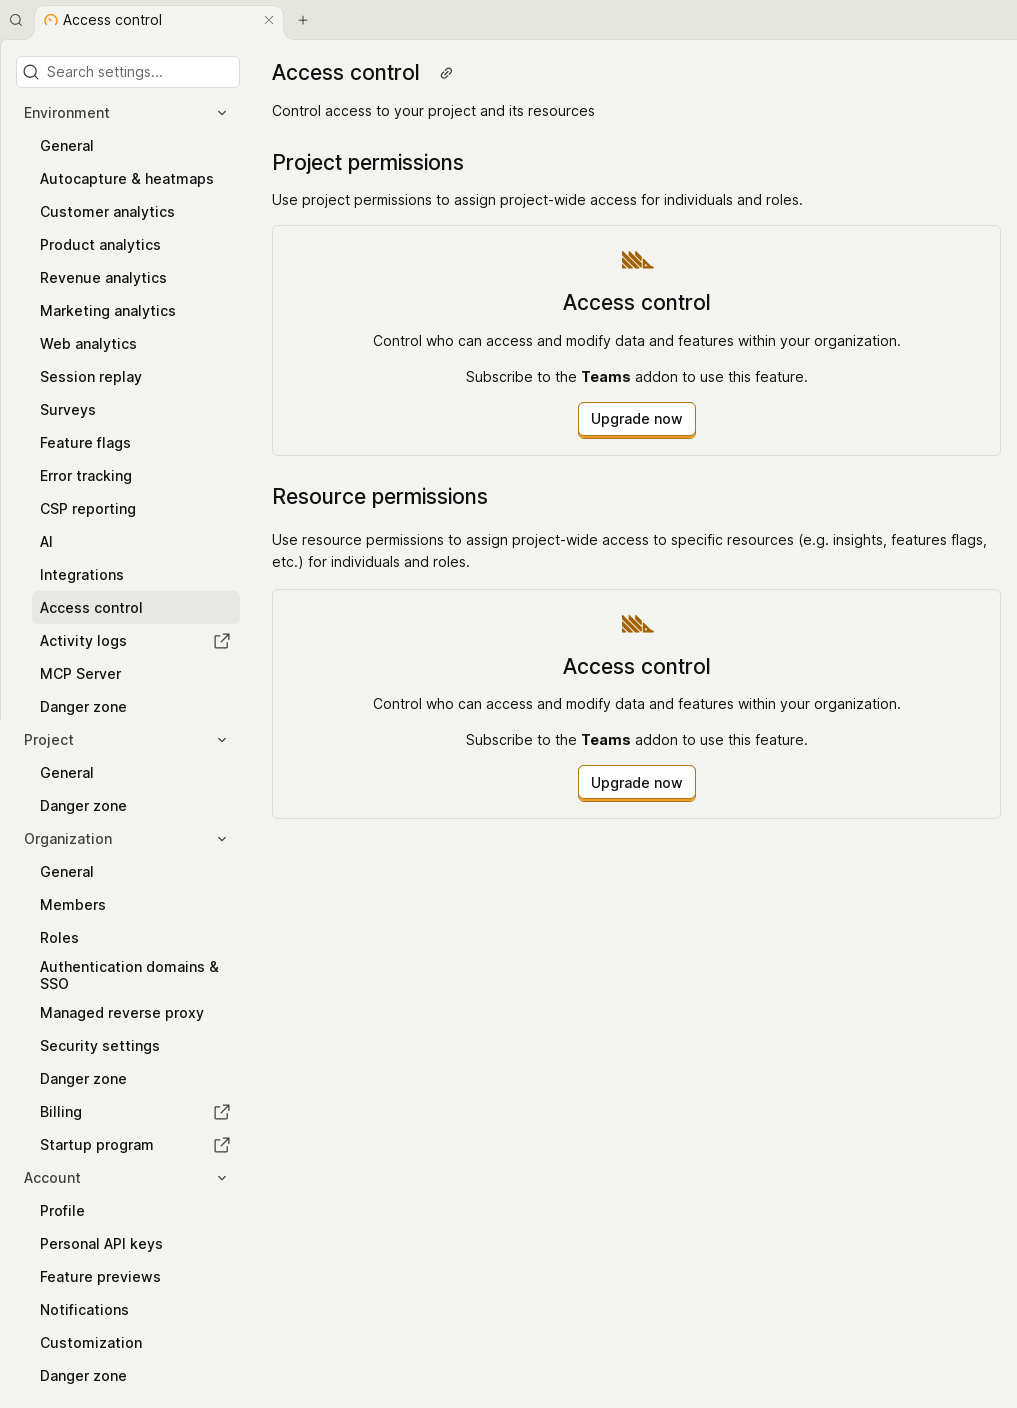 Access control
Search settings...
Environment
General
Autocapture & heatmaps
Customer analytics
Product analytics
Revenue analytics
Marketing analytics
Web analytics
Session replay
Surveys
Feature flags
Error tracking
CSP reporting
AI
Integrations
Access control
Activity logs
MCP Server
Danger zone
Project
General
Danger zone
Organization
General
Members
Roles
Authentication domains &
SSO
Managed reverse proxy
Security settings
Danger zone
Billing
Startup program
Account
Profile
Personal API keys
Feature previews
Notifications
Customization
Danger zone
Access control
Control access to your project and its resources
Project permissions
Use project permissions to assign project-wide access for individuals and roles.
Access control
Control who can access and modify data and features within your organization.
Subscribe to the Teams addon to use this feature.
Upgrade now
Resource permissions
Use resource permissions to assign project-wide access to specific resources (e.g. insights, features flags,
etc.) for individuals and roles.
Access control
Control who can access and modify data and features within your organization.
Subscribe to the Teams addon to use this feature.
Upgrade now